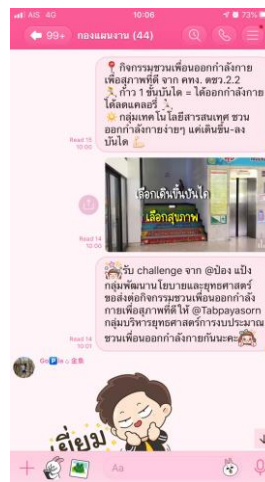 AIS 4G
10:06
73%
99+ กองแผนงาน (44)
กิจกรรมชวนเพื่อนออกกำลังกาย
เพื่อสุขภาพที่ดี จาก คทง. ตชว.2.2
ก้าว 1 ขั้นบันได = ได้ออกกำลังกาย
ได้ลดแคลอรี่
กลุ่มเทคโนโลยีสารสนเทศ ชวน
ออกกำลังกายง่ายๆ แค่เดินขึ้น-ลง
บันได
Read 15
10:00
เลือกเดินขึ้นบันได
เลือกสุขภาพ
Read 14
10:00
รับ challenge จาก @ป๋อง แป๋ง
กลุ่มพัฒนานโยบายและยุทธศาสตร์
ขอส่งต่อกิจกรรมชวนเพื่อนออกกำลัง
กายเพื่อสุขภาพที่ดีให้ @Tabpayasorn
กลุ่มบริหารยุทธศาสตร์การงบประมาณ
ชวนเพื่อนออกกำลังกายกันนะคะ
Read 14
10:01
เยี่ยม
Aa